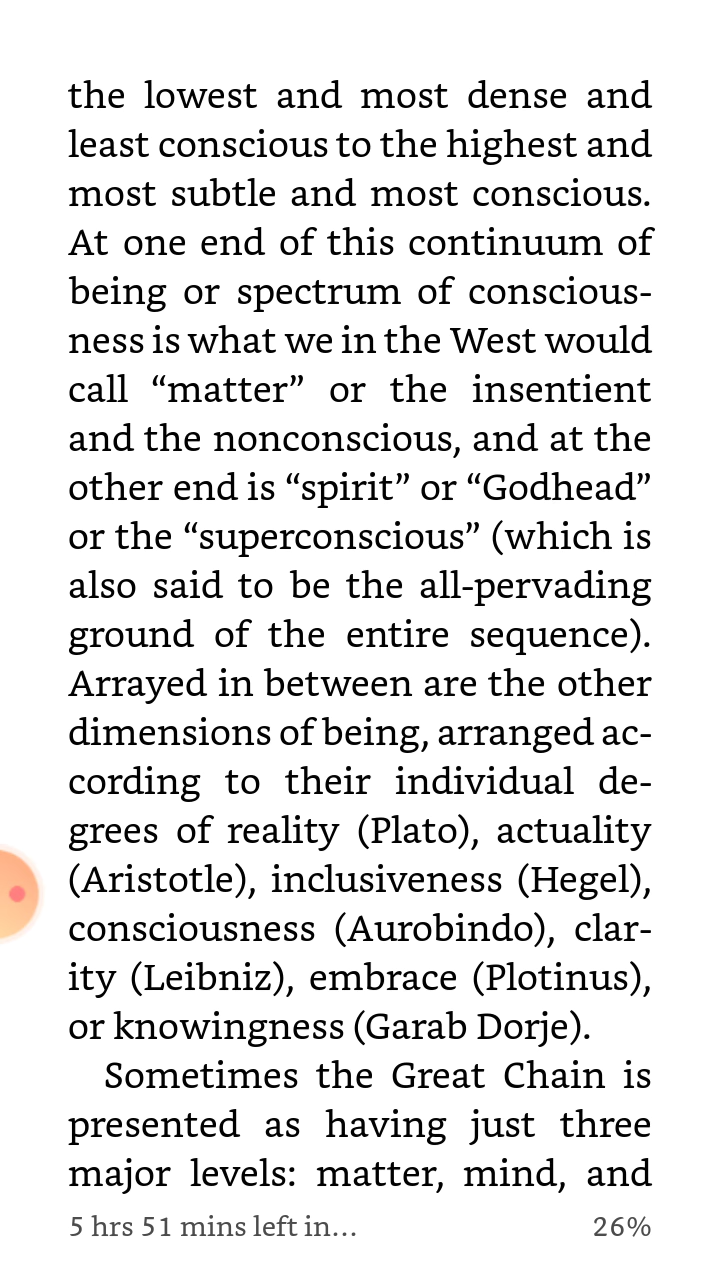 the lowest and most dense and
least conscious to the highest and
most subtle and most conscious.
At one end of this continuum of
being or spectrum of conscious-
ness is what we in the West would
call “matter” or the insentient
and the nonconscious, and at the
other end is “spirit” or “Godhead”
or the “superconscious” (which is
also said to be the all-pervading
ground of the entire sequence).
Arrayed in between are the other
dimensions of being, arranged ac-
cording to their individual de-
grees of reality (Plato), actuality
(Aristotle), inclusiveness (Hegel),
consciousness (Aurobindo), clar-
ity (Leibniz), embrace (Plotinus),
or knowingness (Garab Dorje).
Sometimes the Great Chain is
presented as having just three
major levels: matter, mind, and
5 hrs 51 mins left in... 26%